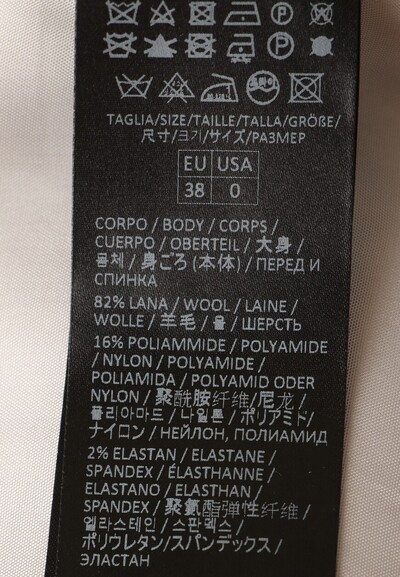 TAGLIA/SIZE/TAILLE/TALLA/GRÖßE/
尺寸/크기/サイズ/РАЗМЕР
EU USA
38 0
CORPO / BODY / CORPS /
CUERPO / OBERTEIL / 大身/
몸체 / 身ごろ (本体) / ПЕРЕД И
СПИНКА
82% LANA / WOOL / LAINE /
WOLLE / 羊毛 / 울 / ШЕРСТЬ
16% POLIAMMIDE / POLYAMIDE
/ NYLON / POLYAMIDE /
POLIAMIDA / POLYAMID ODER
NYLON / 聚酰胺纤维/尼龙/
폴리아마드 / 나일론/ ポリアミド/
ナイロン / НЕЙЛОН, ПОЛИАМИД
2% ELASTAN / ELASTANE /
SPANDEX / ÉLASTHANNE /
ELASTANO / ELASTHAN /
SPANDEX / 聚氨酯弹性纤维 /
엘라스테인 / 스판덱스 /
ポリウレタン/スパンデックス /
ЭЛАСТАН